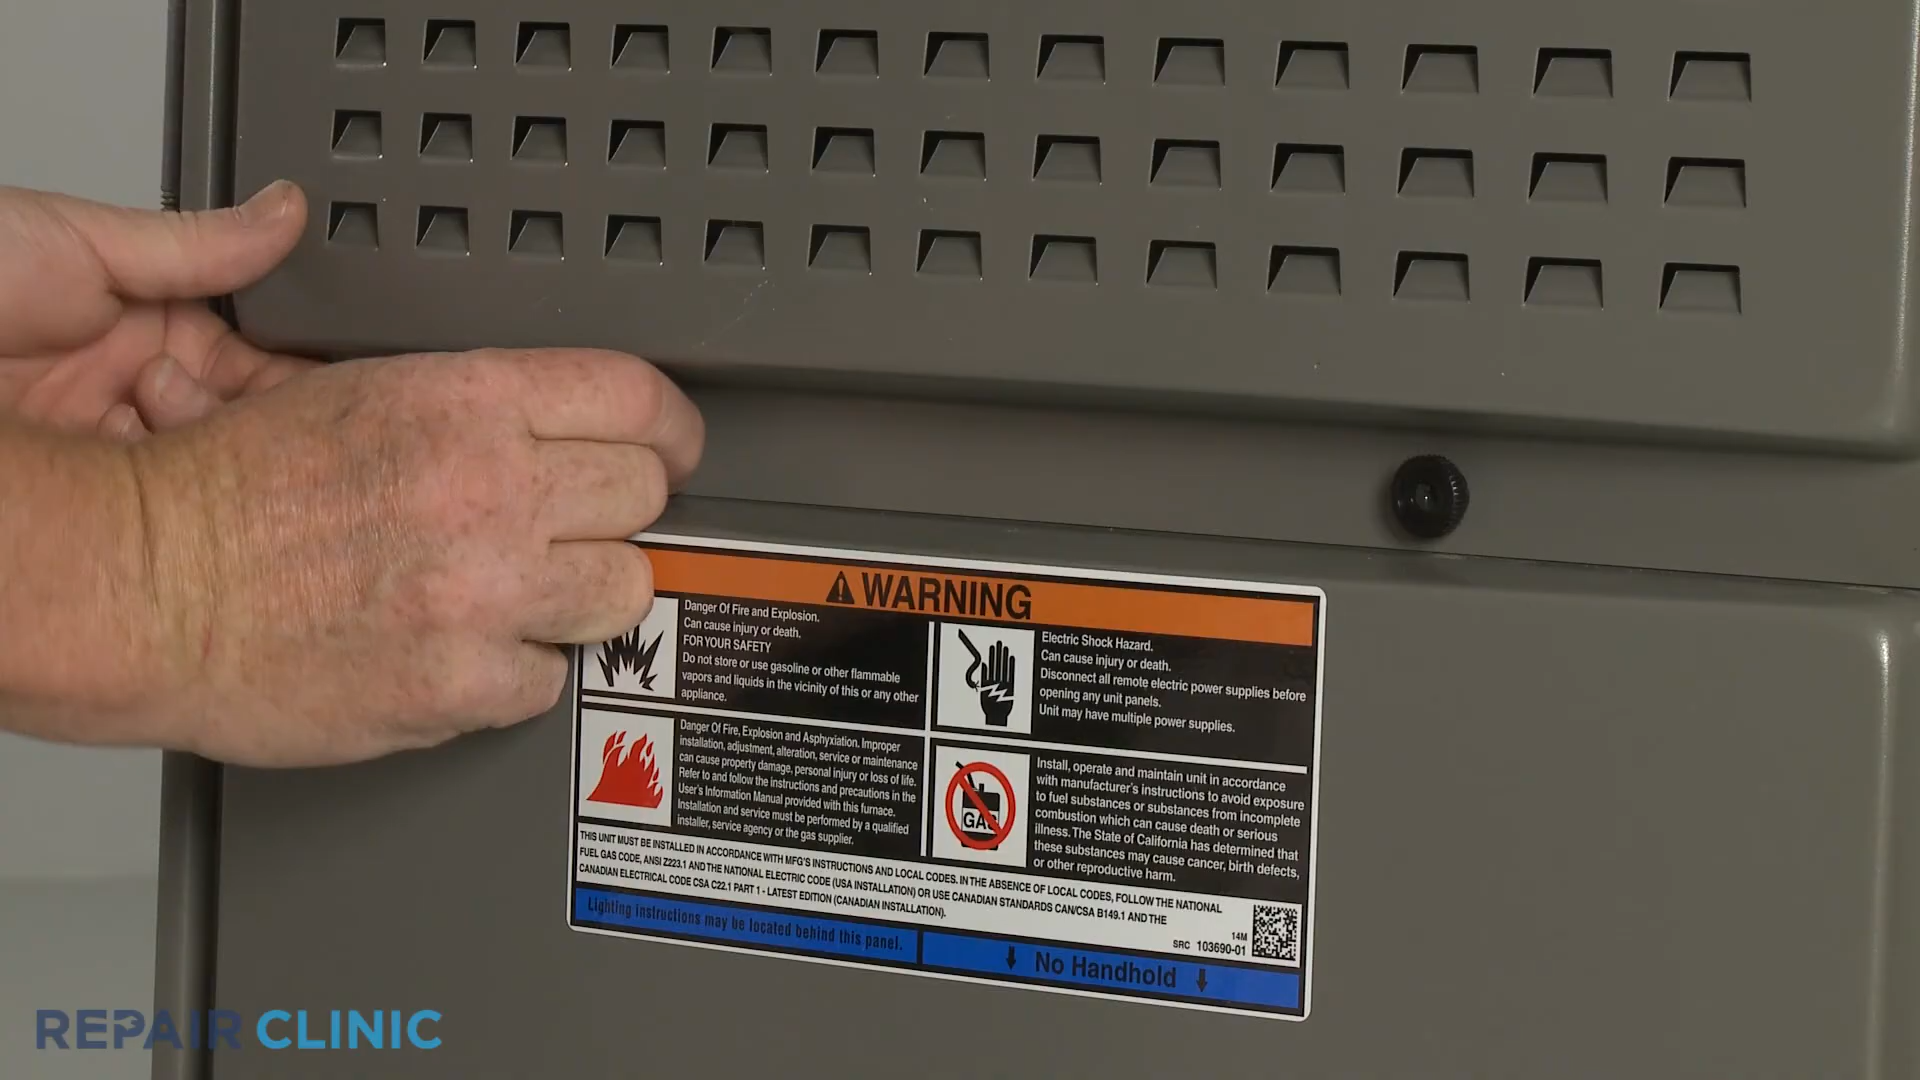 WARNING
Danger Of Fire and Explosion.
Can cause injury or death.
FOR YOUR SAFETY
Do not store or use gasoline or other flammable
vapors and liquids in the vicinity of this or any other
appliance.
Electric Shock Hazard.
Can cause injury or death.
Disconnect all remote electric power supplies before
opening any unit panels.
Unit may have multiple power supplies.
Danger Of Fire, Explosion and Asphyxiation. Improper
installation, adjustment, alteration, service or maintenance
can cause property damage, personal injury or loss of life.
Refer to and follow the instructions and precautions in the
User's Information Manual provided with this furnace.
Installation and service must be performed by a qualified
installer, service agency or the gas supplier.
GAS
Install, operate and maintain unit in accordance
with manufacturer's instructions to avoid exposure
to fuel substances or substances from incomplete
combustion which can cause death or serious
illness. The State of California has determined that
these substances may cause cancer, birth defects,
or other reproductive harm.
THIS UNIT MUST BE INSTALLED IN ACCORDANCE WITH MFG'S INSTRUCTIONS AND LOCAL CODES. IN THE ABSENCE OF LOCAL CODES, FOLLOW THE NATIONAL
FUEL GAS CODE, ANSI Z223.1 AND THE NATIONAL ELECTRIC CODE (USA INSTALLATION) OR USE CANADIAN STANDARDS CAN/CSA B149.1 AND THE
CANADIAN ELECTRICAL CODE CSA C22.1 PART 1 - LATEST EDITION (CANADIAN INSTALLATION).
14M
SRC 103690-01
Lighting instructions may be located behind this panel.
No Handhold
REPAIR CLINIC